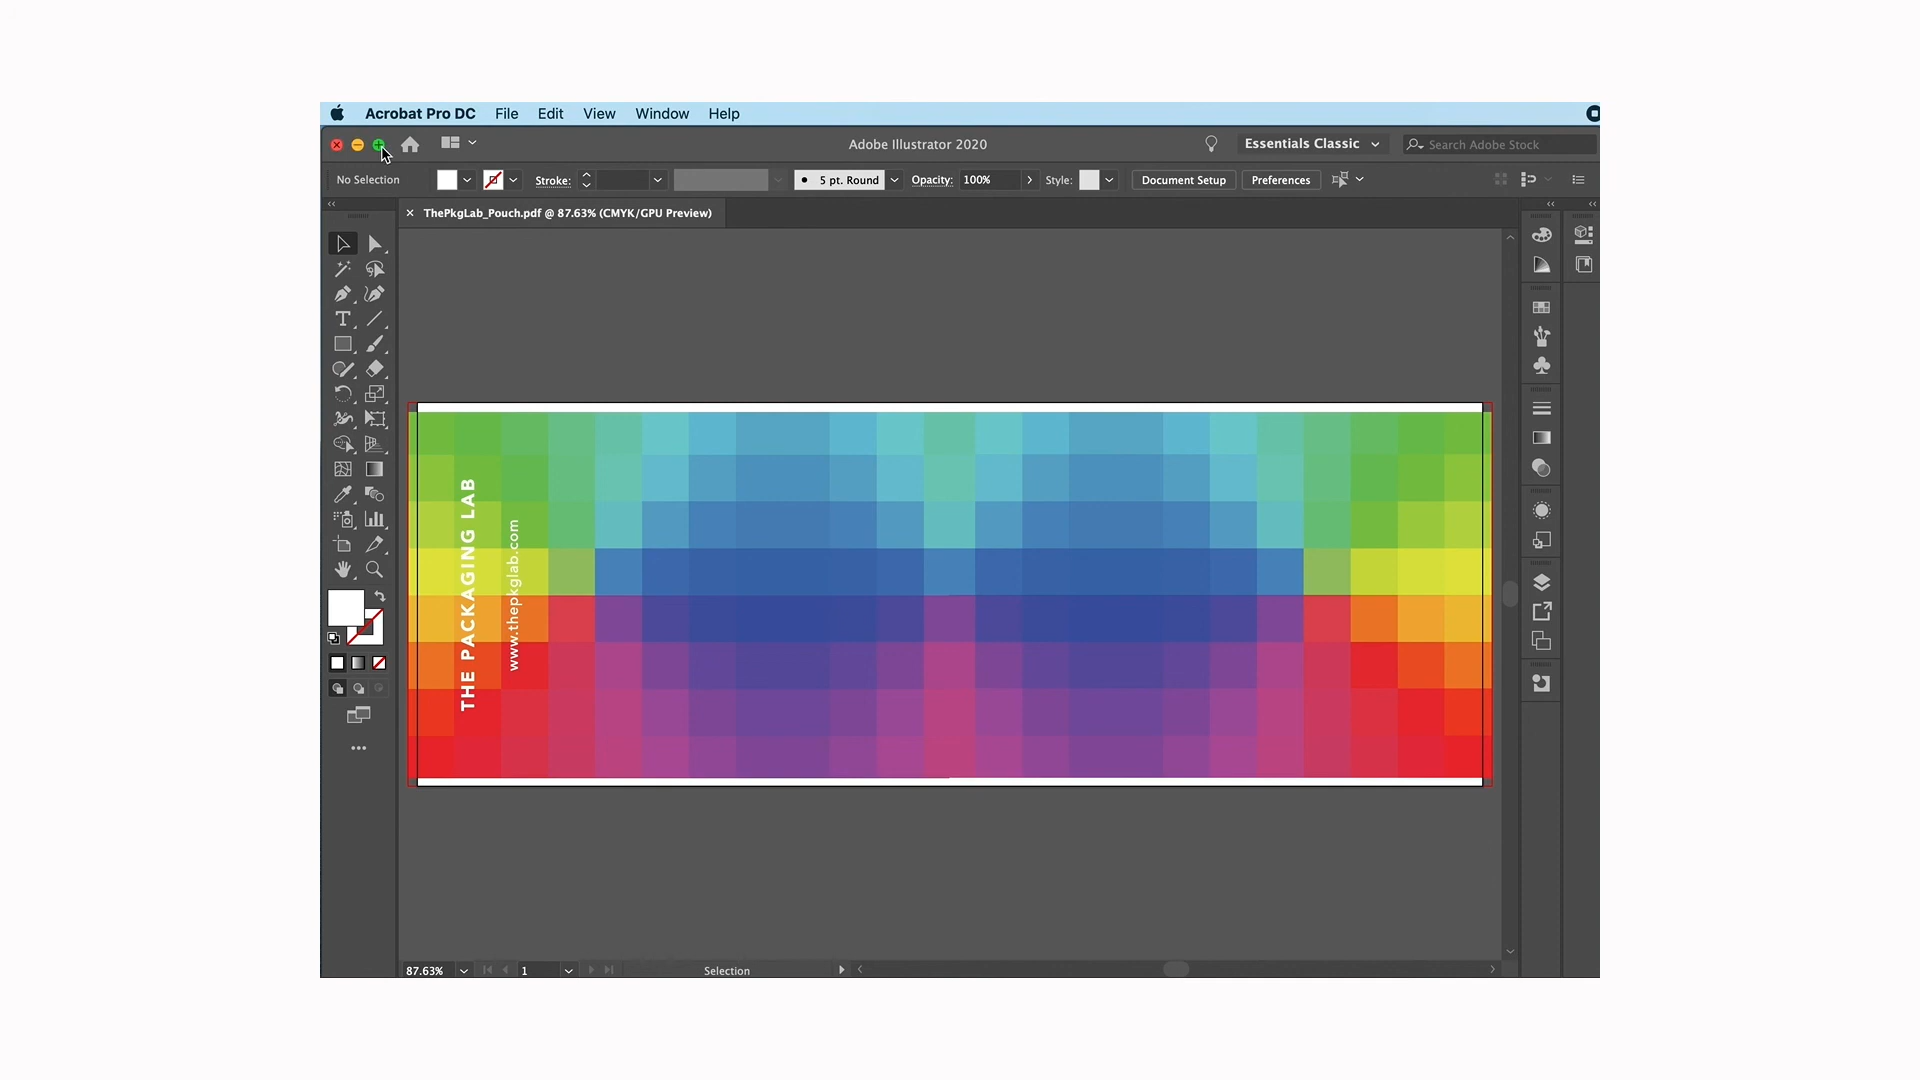 Acrobat Pro DC File Edit View Window Help
Adobe Illustrator 2020 Essentials Classic Search Adobe Stock
No Selection Stroke: 5 pt. Round Opacity: 100% Style: Document Setup Preferences
ThePkgLab_Pouch.pdf @ 87.63% (CMYK/GPU Preview)
THE PACKAGING LAB
www.thepkglab.com
87.63% 1 Selection